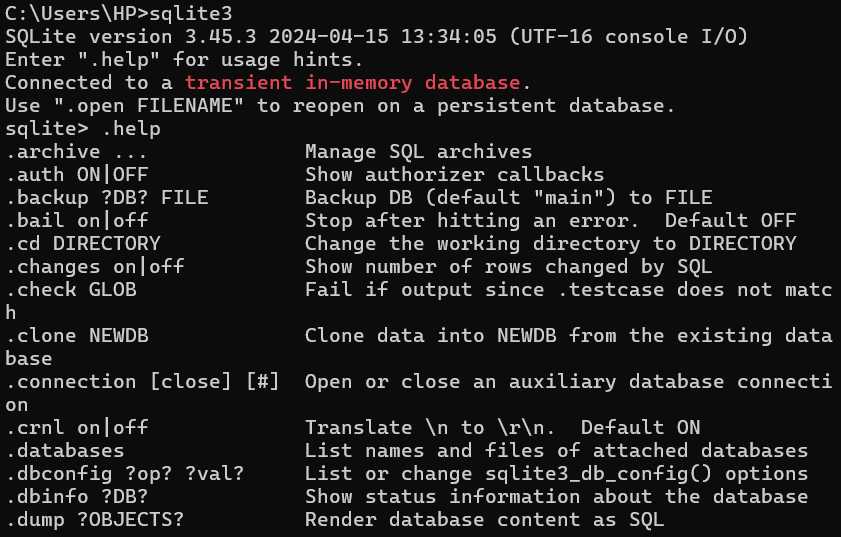 C:\Users\HP>sqlite3
SQLite version 3.45.3 2024-04-15 13:34:05 (UTF-16 console I/O)
Enter ".help" for usage hints.
Connected to a transient in-memory database.
Use ".open FILENAME" to reopen on a persistent database.
sqlite> .help
.archive ...             Manage SQL archives
.auth ON|OFF             Show authorizer callbacks
.backup ?DB? FILE        Backup DB (default "main") to FILE
.bail on|off             Stop after hitting an error.  Default OFF
.cd DIRECTORY            Change the working directory to DIRECTORY
.changes on|off          Show number of rows changed by SQL
.check GLOB              Fail if output since .testcase does not matc
h
.clone NEWDB             Clone data into NEWDB from the existing data
base
.connection [close] [#]  Open or close an auxiliary database connecti
on
.crnl on|off             Translate \n to \r\n.  Default ON
.databases               List names and files of attached databases
.dbconfig ?op? ?val?     List or change sqlite3_db_config() options
.dbinfo ?DB?             Show status information about the database
.dump ?OBJECTS?          Render database content as SQL